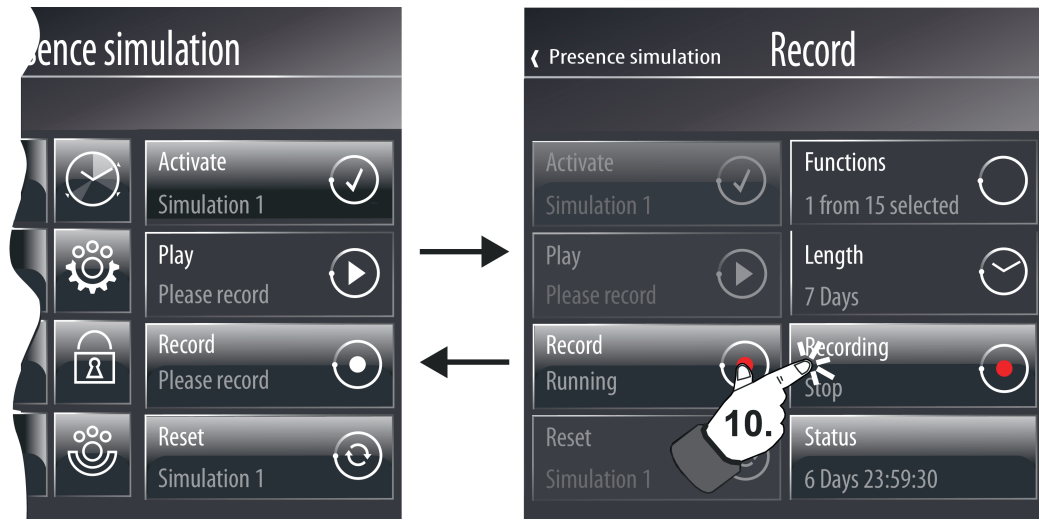 sence simulation
Activate
Simulation 1
Play
Please record
Record
Please record
Reset
Simulation 1
❰ Presence simulation
Record
Activate
Simulation 1
Functions
1 from 15 selected
Play
Please record
Length
7 Days
Record
Running
Recording
Stop
10.
Reset
Simulation 1
Status
6 Days 23:59:30